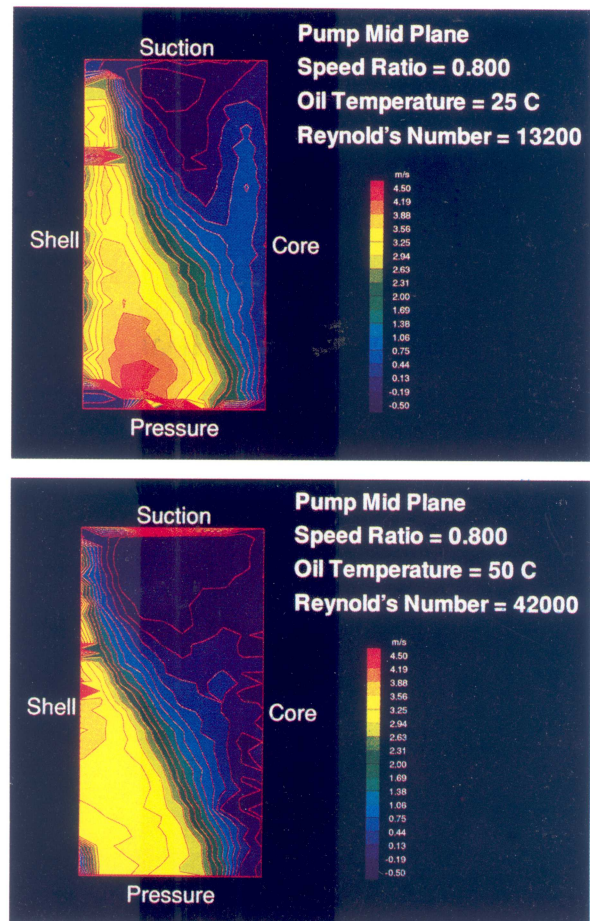 Suction
Pump Mid Plane
Speed Ratio = 0.800
Oil Temperature = 25 C
Reynold's Number = 13200
Shell
Core
m/s
4.50
4.19
3.88
3.56
3.25
2.94
2.63
2.31
2.00
1.69
1.38
1.06
0.75
0.44
0.13
-0.19
-0.50
Pressure
Suction
Pump Mid Plane
Speed Ratio = 0.800
Oil Temperature = 50 C
Reynold's Number = 42000
Shell
Core
m/s
4.50
4.19
3.88
3.56
3.25
2.94
2.63
2.31
2.00
1.69
1.38
1.06
0.75
0.44
0.13
-0.19
-0.50
Pressure